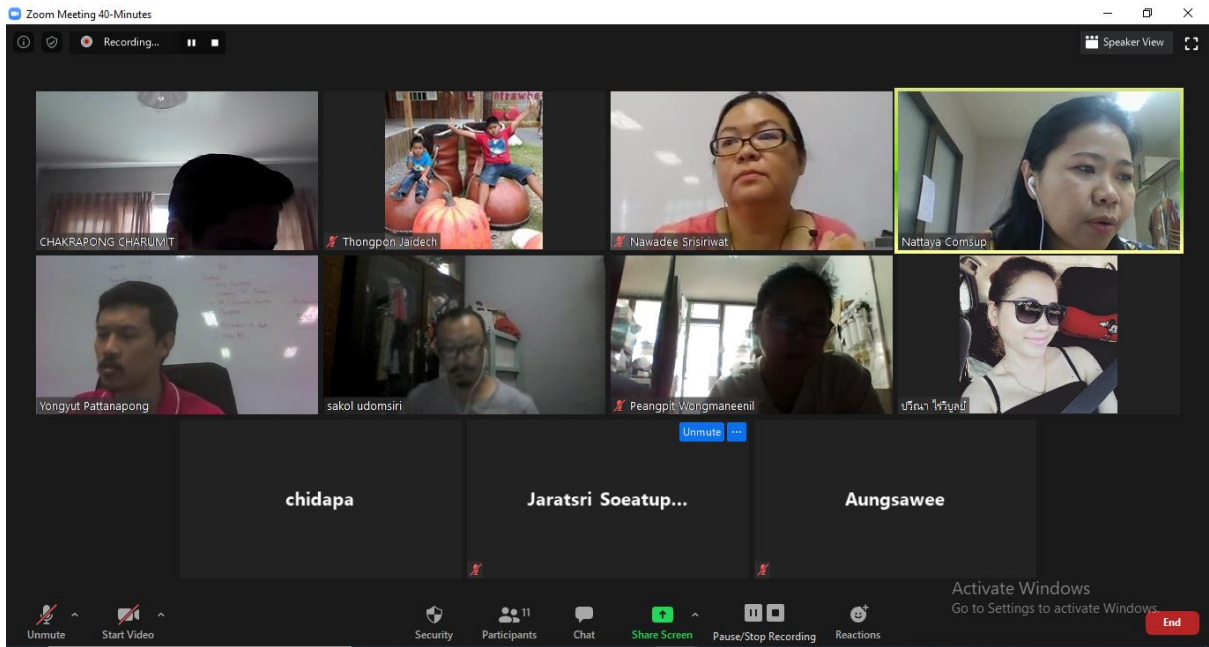 Zoom Meeting 40-Minutes
Recording...
Speaker View
CHAKRAPONG CHARUMIT
Thongpon Jaidech
Nawadee Srisiriwat
Nattaya Comsup
Yongyut Pattanapong
sakol udomsiri
Peangpit Wongmaneenil
ปวีณา ไร่วิบูลย์
Unmute
chidapa
Jaratsri Soeatup...
Aungsawee
Activate Windows
Go to Settings to activate Windows.
Unmute
Start Video
Security
11
Participants
Chat
Share Screen
Pause/Stop Recording
Reactions
End